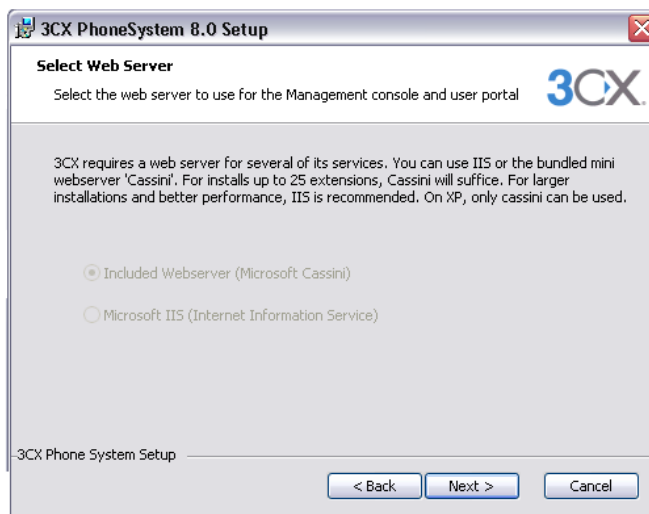 3CX PhoneSystem 8.0 Setup
Select Web Server
Select the web server to use for the Management console and user portal
3CX.
3CX requires a web server for several of its services. You can use IIS or the bundled mini
webserver 'Cassini'. For installs up to 25 extensions, Cassini will suffice. For larger
installations and better performance, IIS is recommended. On XP, only cassini can be used.
Included Webserver (Microsoft Cassini)
Microsoft IIS (Internet Information Service)
3CX Phone System Setup
< Back Next > Cancel